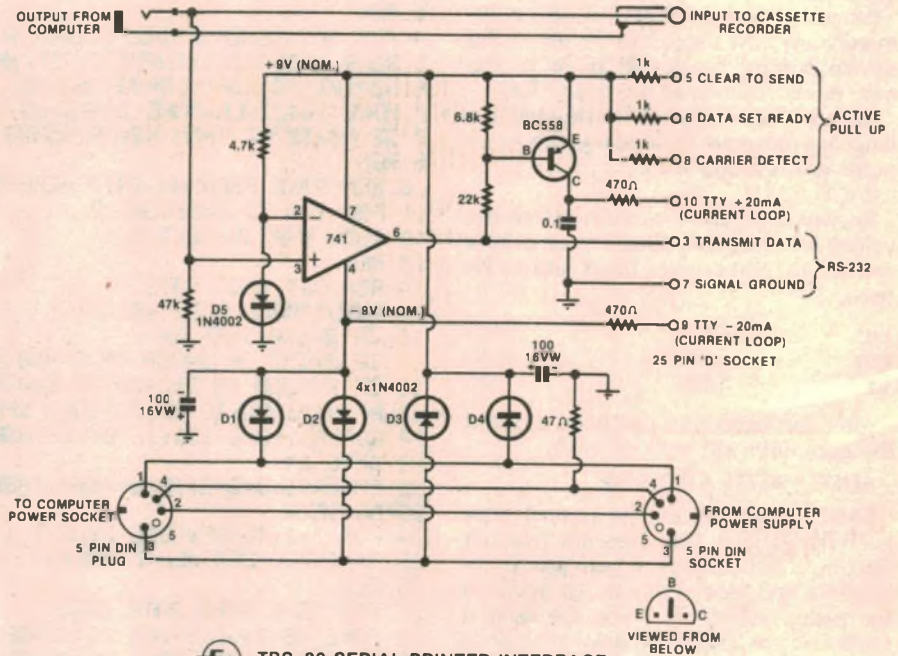 OUTPUT FROM
COMPUTER
INPUT TO CASSETTE
RECORDER
+9V (NOM.)
1k
5 CLEAR TO SEND
1k
6 DATA SET READY
ACTIVE
PULL UP
1k
8 CARRIER DETECT
6.8k
BC558
E
B
C
4.7k
470Ω
10 TTY +20mA
(CURRENT LOOP)
22k
0.1
2
7
741
6
+
3
4
3 TRANSMIT DATA
RS-232
7 SIGNAL GROUND
47k
D5
1N4002
-9V (NOM.)
470Ω
9 TTY -20mA
(CURRENT LOOP)
25 PIN 'D' SOCKET
100
16VW
-
+
4x1N4002
100
16VW
+
-
D1
D2
D3
D4
47Ω
1
4
2
5
3
TO COMPUTER
POWER SOCKET
5 PIN DIN
PLUG
1
4
2
5
3
FROM COMPUTER
POWER SUPPLY
5 PIN DIN
SOCKET
B
E
C
VIEWED FROM
BELOW
TRS-80 SERIAL PRINTER INTERFACE